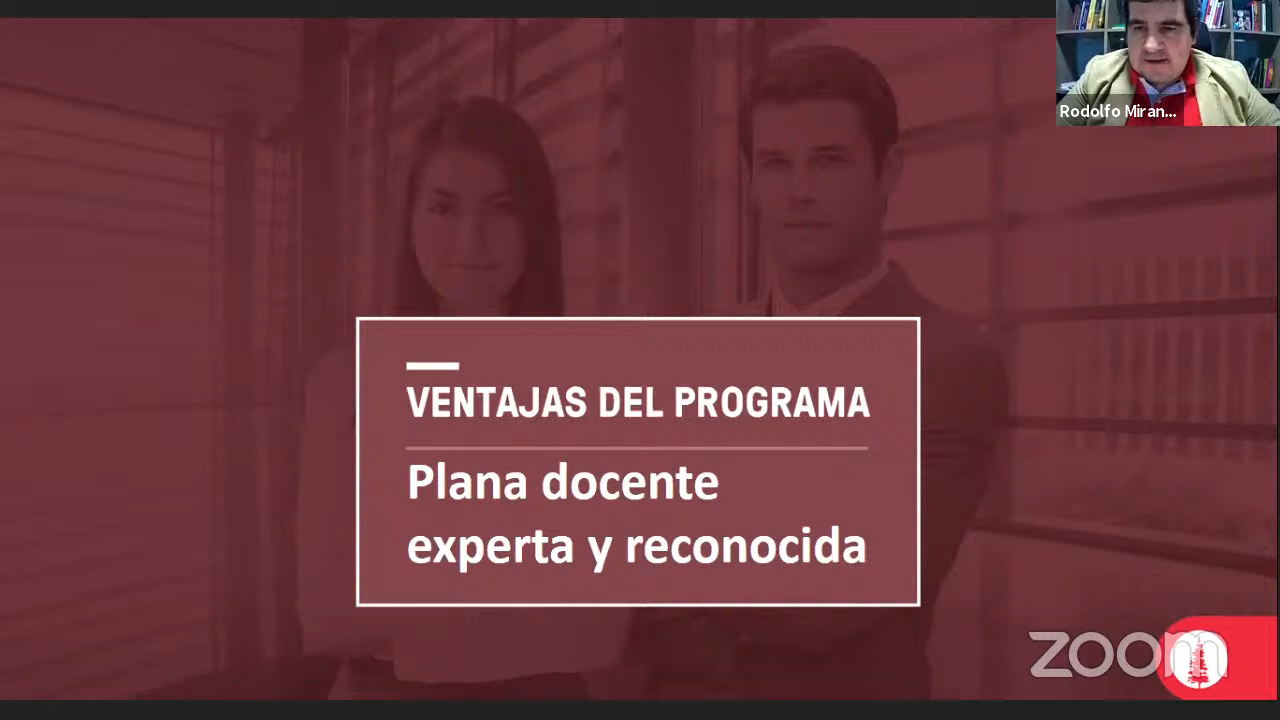 Rodolfo Miran...
VENTAJAS DEL PROGRAMA
Plana docente
experta y reconocida
zoom